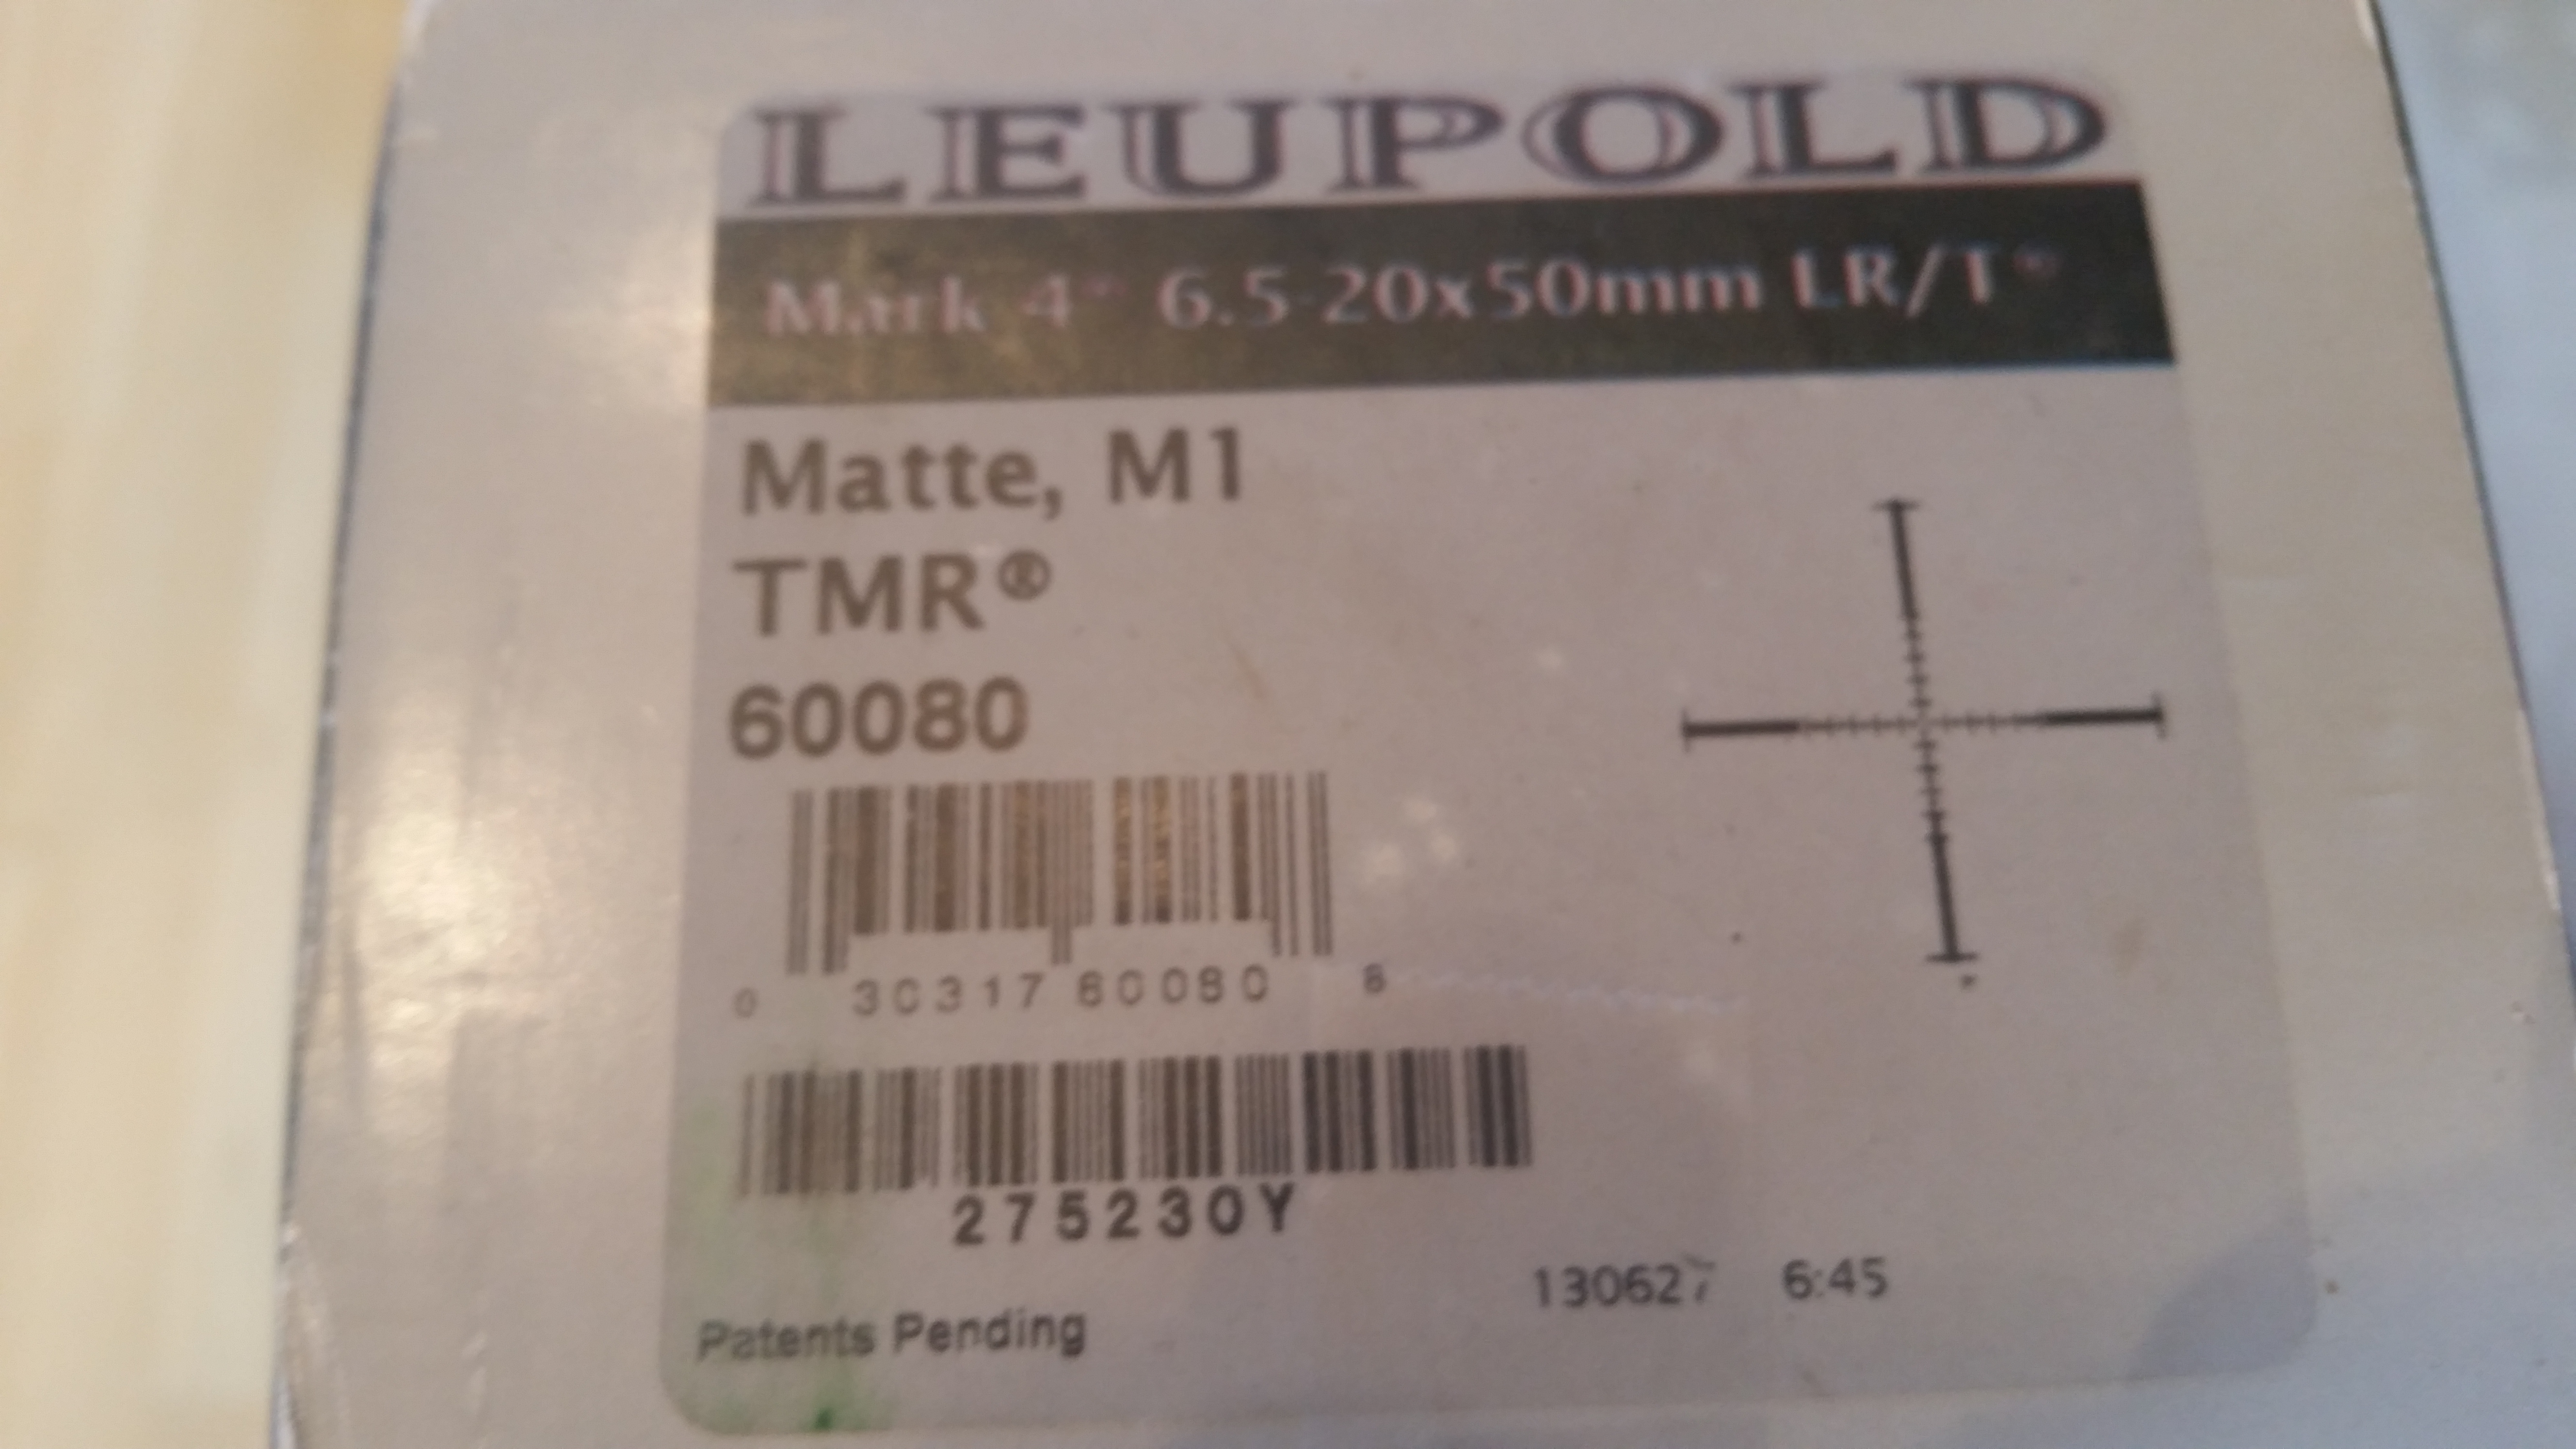 LEUPOLD
Mark 4® 6.5-20x50mm LR/T®
Matte, M1
TMR®
60080
0 30317 60080 8
275230Y
130627 6:45
Patents Pending